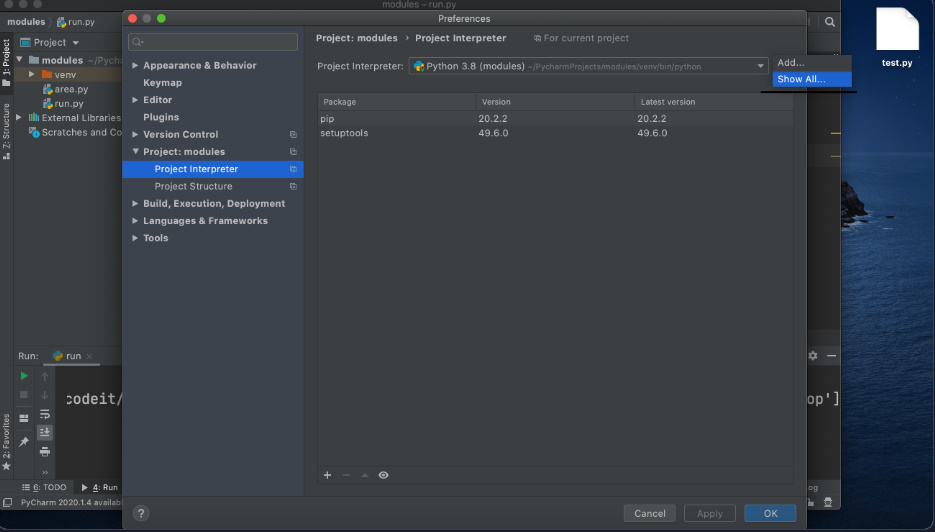 modules – run.py
modules
run.py
Project
modules ~/Pycha
venv
area.py
run.py
External Libraries
Scratches and Co
1: Project
7: Structure
2: Favorites
Preferences
Appearance & Behavior
Keymap
Editor
Plugins
Version Control
Project: modules
Project Interpreter
Project Structure
Build, Execution, Deployment
Languages & Frameworks
Tools
Project: modules › Project Interpreter
For current project
Project Interpreter:
Python 3.8 (modules) ~/PycharmProjects/modules/venv/bin/python
Add...
Show All...
Package Version Latest version
pip 20.2.2 20.2.2
setuptools 49.6.0 49.6.0
test.py
Run: run
codeit/
op']
6: TODO
4: Run
og
PyCharm 2020.1.4 availabl
?
Cancel
Apply
OK